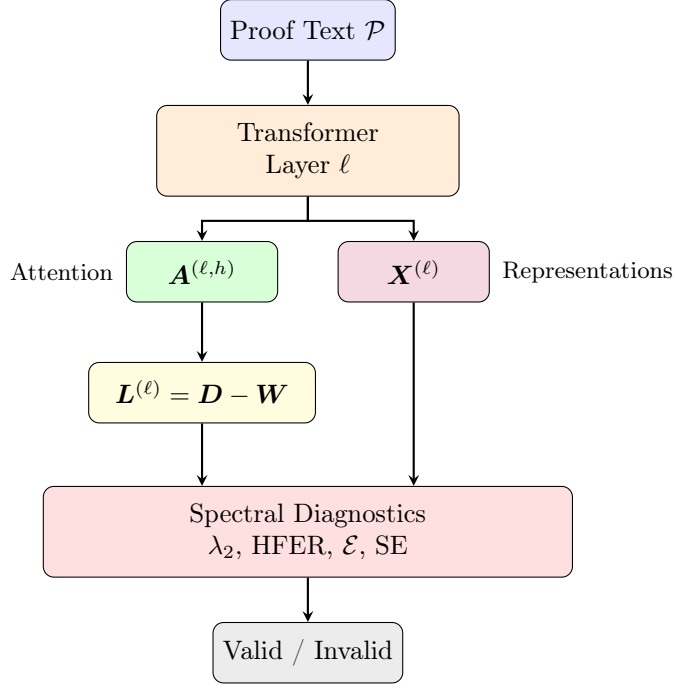 Proof Text 𝒫
Transformer
Layer ℓ
Attention
A^(ℓ,h)
X^(ℓ)
Representations
L^(ℓ) = D − W
Spectral Diagnostics
λ₂, HFER, ℰ, SE
Valid / Invalid